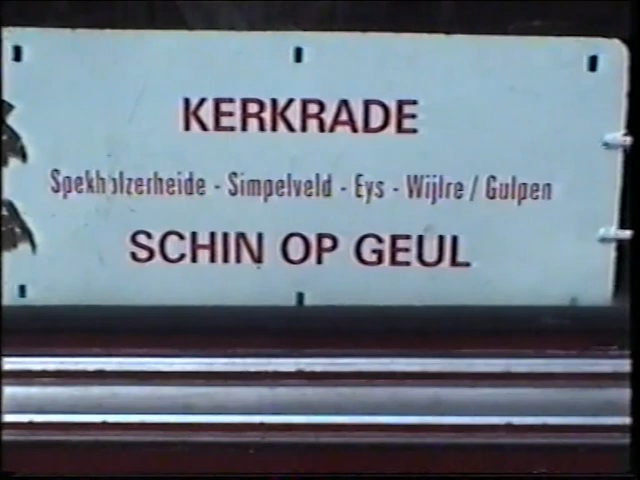 KERKRADE
Spekholzerheide - Simpelveld - Eys - Wijlre / Gulpen
SCHIN OP GEUL